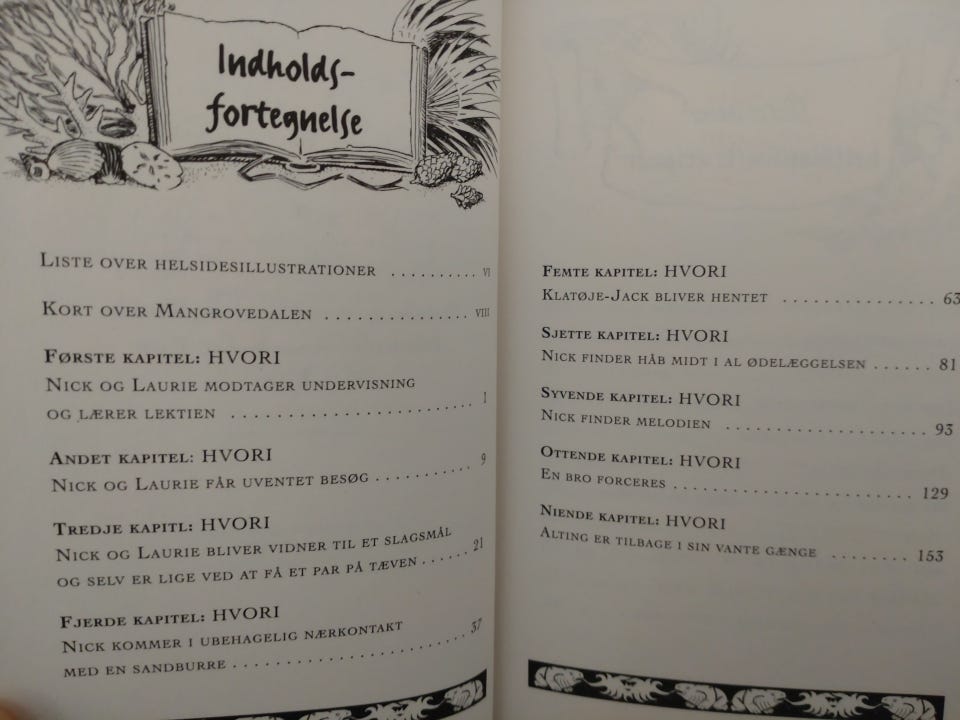 Indholds-
fortegnelse
Liste over helsidesillustrationer .......... VI
Kort over Mangrovedalen ................ VIII
Første kapitel: HVORI
Nick og Laurie modtager undervisning
og lærer lektien ........................ 1
Andet kapitel: HVORI
Nick og Laurie får uventet besøg .......... 9
Tredje kapitl: HVORI
Nick og Laurie bliver vidner til et slagsmål
og selv er lige ved at få et par på tæven ..... 21
Fjerde kapitel: HVORI
Nick kommer i ubehagelig nærkontakt
med en sandburre ...................... 37
Femte kapitel: HVORI
Klatøje-Jack bliver hentet ............... 63
Sjette kapitel: HVORI
Nick finder håb midt i al ødelæggelsen ...... 81
Syvende kapitel: HVORI
Nick finder melodien .................... 93
Ottende kapitel: HVORI
En bro forceres ........................ 129
Niende kapitel: HVORI
Alting er tilbage i sin vante gænge ........ 153